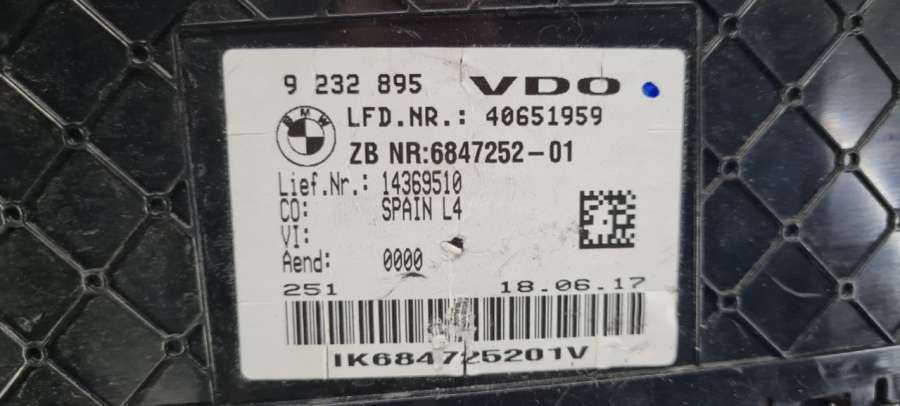 9 232 895 VDO
BMW LFD.NR.: 40651959
ZB NR:6847252-01
Lief.Nr.: 14369510
CO: SPAIN L4
VI:
Aend: 0000
251 18.06.17
IK684725201V